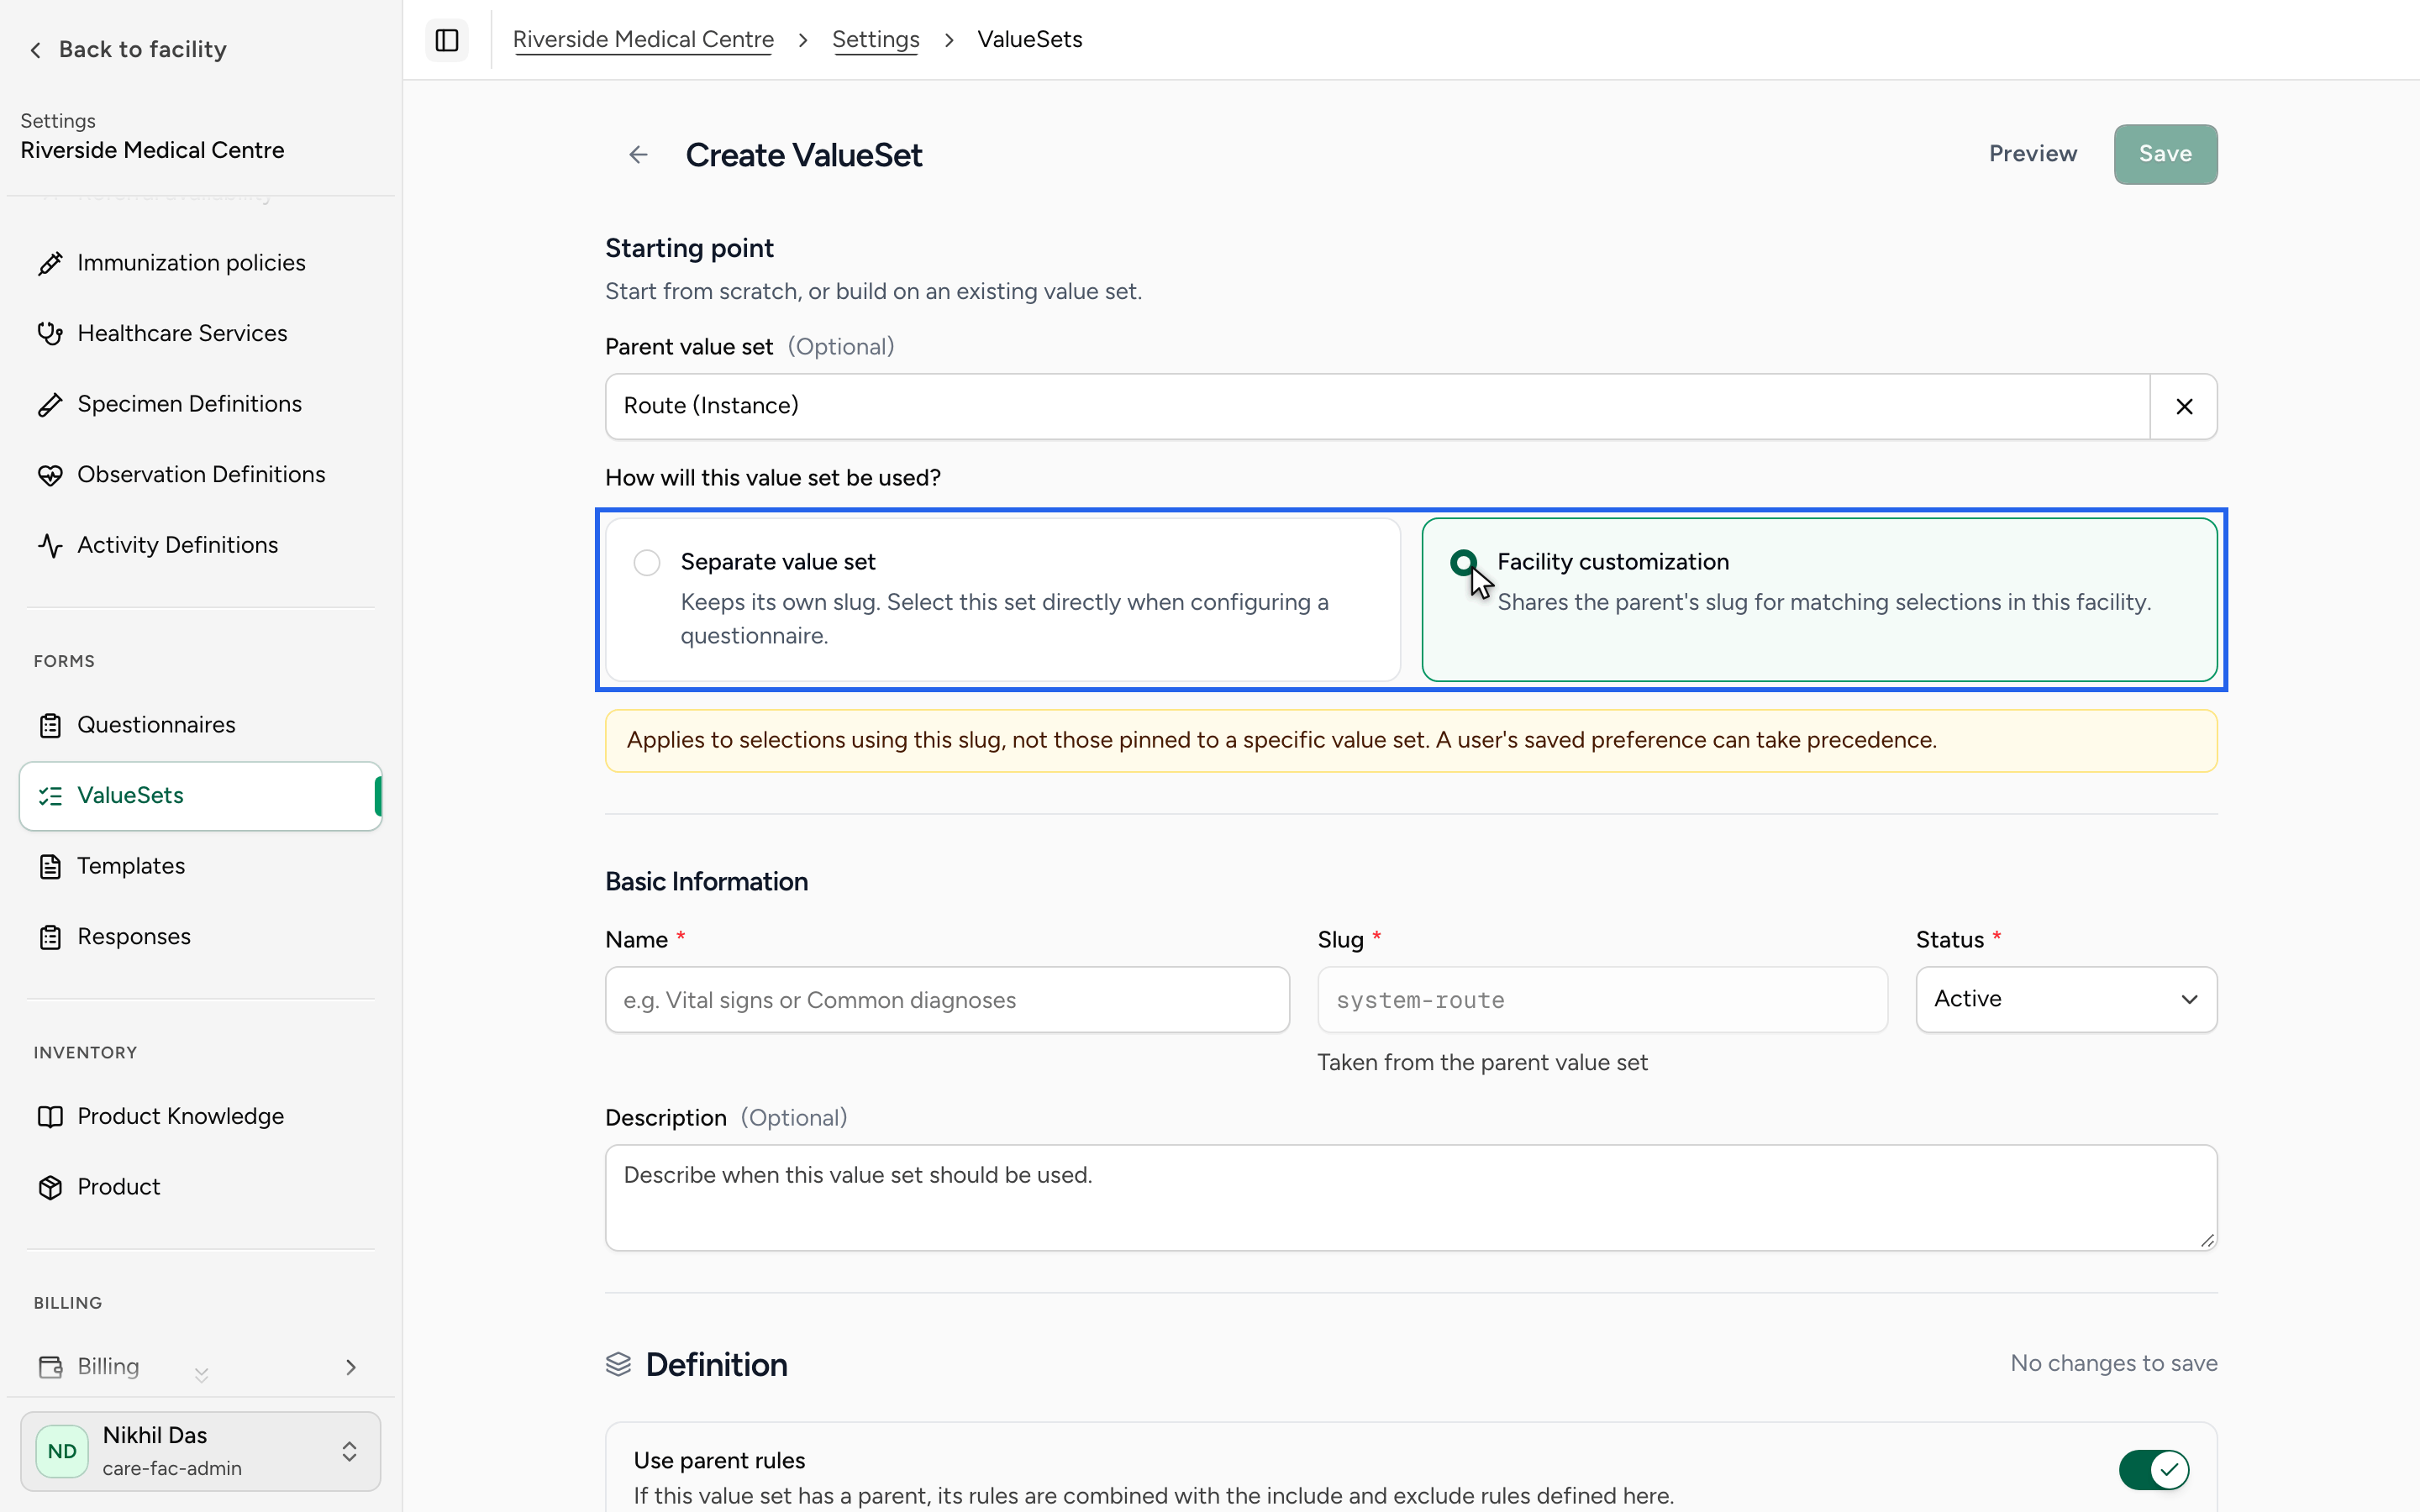 Back to facility
Settings
Riverside Medical Centre
Immunization policies
Healthcare Services
Specimen Definitions
Observation Definitions
Activity Definitions
FORMS
Questionnaires
ValueSets
Templates
Responses
INVENTORY
Product Knowledge
Product
BILLING
Billing
ND
Nikhil Das
care-fac-admin
Riverside Medical Centre > Settings > ValueSets
Create ValueSet
Preview
Save
Starting point
Start from scratch, or build on an existing value set.
Parent value set (Optional)
Route (Instance)
How will this value set be used?
Separate value set
Keeps its own slug. Select this set directly when configuring a
questionnaire.
Facility customization
Shares the parent's slug for matching selections in this facility.
Applies to selections using this slug, not those pinned to a specific value set. A user's saved preference can take precedence.
Basic Information
Name *
e.g. Vital signs or Common diagnoses
Slug *
system-route
Taken from the parent value set
Status *
Active
Description (Optional)
Describe when this value set should be used.
Definition
No changes to save
Use parent rules
If this value set has a parent, its rules are combined with the include and exclude rules defined here.